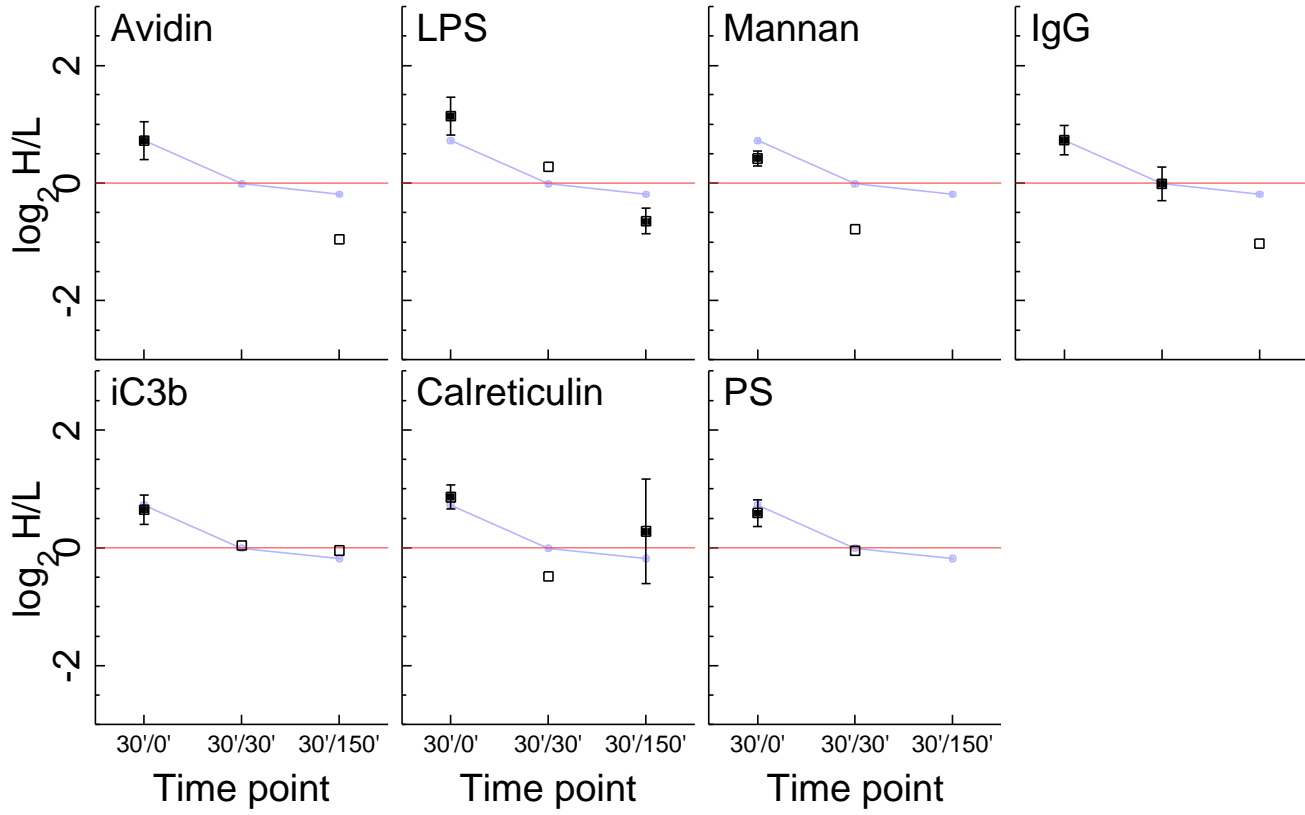 Avidin LPS Mannan IgG
2
0
-2
log2 H/L
iC3b Calreticulin PS
2
0
-2
log2 H/L
30'/0' 30'/30' 30'/150' 30'/0' 30'/30' 30'/150' 30'/0' 30'/30' 30'/150'
Time point Time point Time point